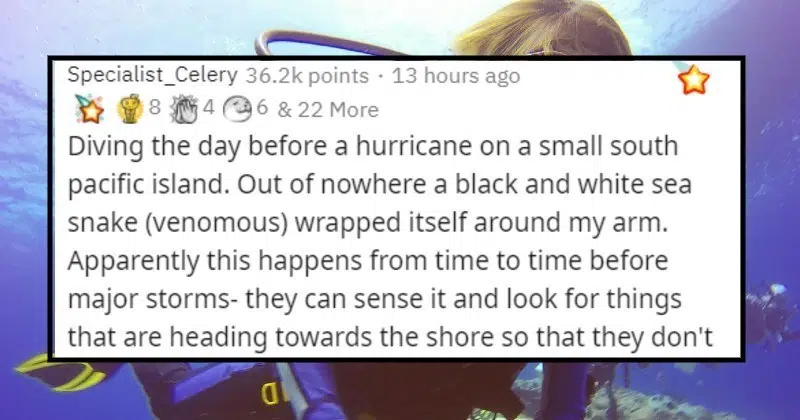 Specialist_Celery 36.2k points · 13 hours ago
8 4 6 & 22 More
Diving the day before a hurricane on a small south
pacific island. Out of nowhere a black and white sea
snake (venomous) wrapped itself around my arm.
Apparently this happens from time to time before
major storms- they can sense it and look for things
that are heading towards the shore so that they don't